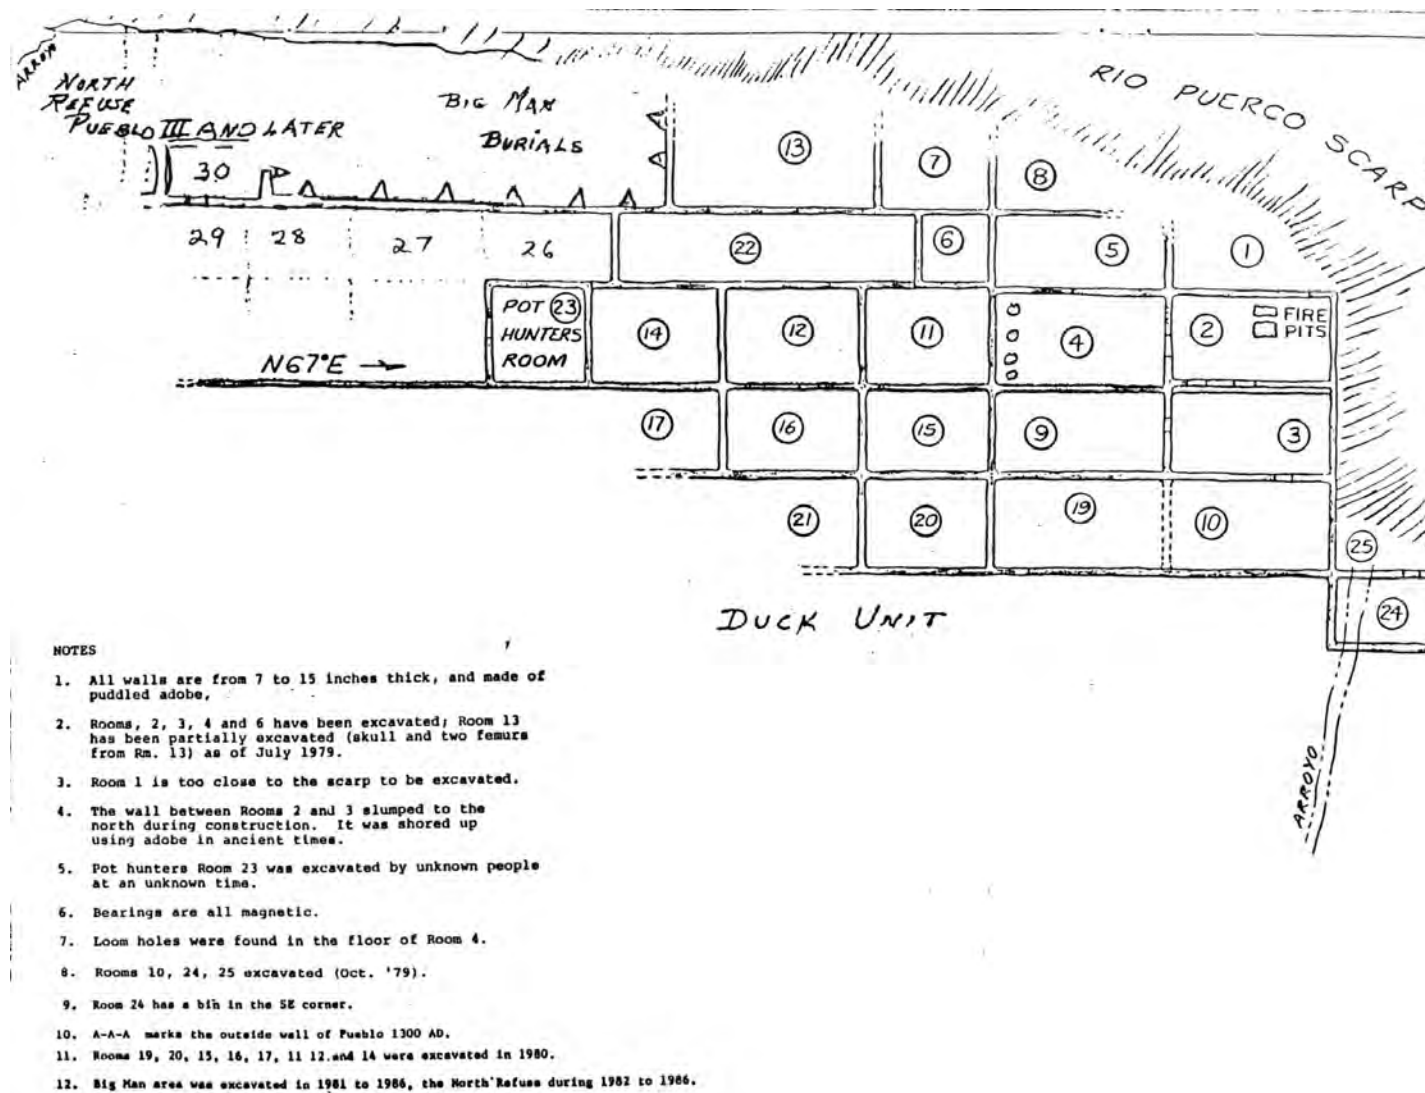 ARROYO
NORTH
REFUSE
PUEBLO III AND LATER
BIG MAN
BURIALS
RIO PUERCO SCARP
30
13
7
8
29
28
27
26
22
6
5
1
POT 23
HUNTERS
ROOM
14
12
11
4
2
FIRE
PITS
N67°E
17
16
15
9
3
21
20
19
10
25
24
DUCK UNIT
ARROYO
NOTES
1. All walls are from 7 to 15 inches thick, and made of
puddled adobe,
2. Rooms, 2, 3, 4 and 6 have been excavated; Room 13
has been partially excavated (skull and two femurs
from Rm. 13) as of July 1979.
3. Room 1 is too close to the scarp to be excavated.
4. The wall between Rooms 2 and 3 slumped to the
north during construction. It was shored up
using adobe in ancient times.
5. Pot hunters Room 23 was excavated by unknown people
at an unknown time.
6. Bearings are all magnetic.
7. Loom holes were found in the floor of Room 4.
8. Rooms 10, 24, 25 excavated (Oct. '79).
9. Room 24 has a bin in the SE corner.
10. A-A-A marks the outside wall of Pueblo 1300 AD.
11. Rooms 19, 20, 15, 16, 17, 11 12.and 14 were excavated in 1980.
12. Big Man area was excavated in 1981 to 1986, the North Refuse during 1982 to 1986.